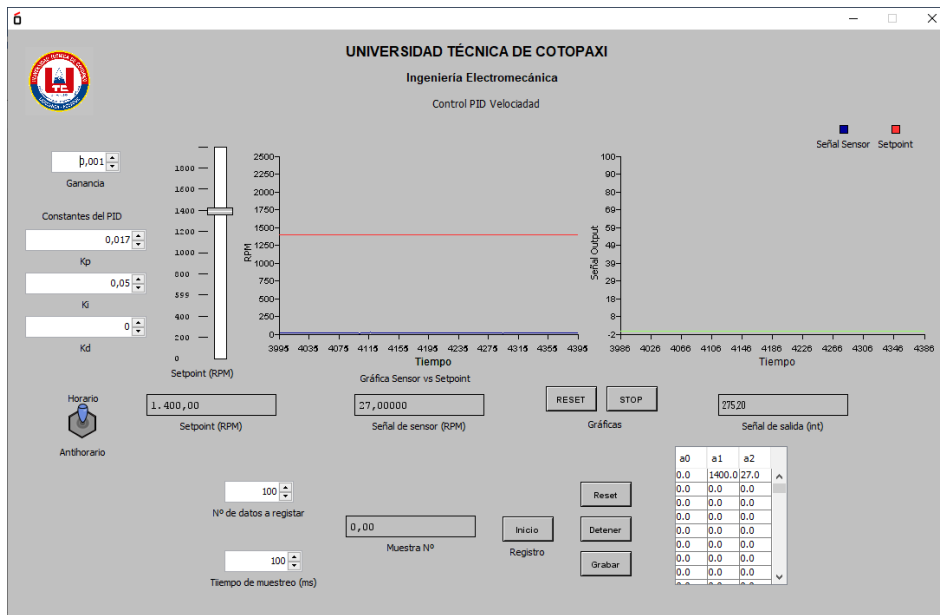 UNIVERSIDAD TÉCNICA DE COTOPAXI
Ingeniería Electromecánica
Control PID Velociadad
Señal Sensor Setpoint
0,001
Ganancia
Constantes del PID
0,017
Kp
0,05
Ki
0
Kd
1800
1600
1400
1200
1000
800
599
400
200
0
Setpoint (RPM)
RPM
2500
2250
2000
1750
1500
1250
1000
750
500
250
0
3995 4035 4075 4115 4155 4195 4235 4275 4315 4355 4395
Tiempo
Gráfica Sensor vs Setpoint
Señal Output
100
90
80
69
59
49
39
29
18
8
-2
3986 4026 4066 4106 4146 4186 4226 4266 4306 4346 4386
Tiempo
Horario
Antihorario
1.400,00
Setpoint (RPM)
27,00000
Señal de sensor (RPM)
RESET STOP
Gráficas
275,20
Señal de salida (int)
100
Nº de datos a registar
100
Tiiempo de muestreo (ms)
0,00
Muestra Nº
Inicio
Registro
Reset
Detener
Grabar
a0 a1 a2
0.0 1400.0 27.0
0.0 0.0 0.0
0.0 0.0 0.0
0.0 0.0 0.0
0.0 0.0 0.0
0.0 0.0 0.0
0.0 0.0 0.0
0.0 0.0 0.0